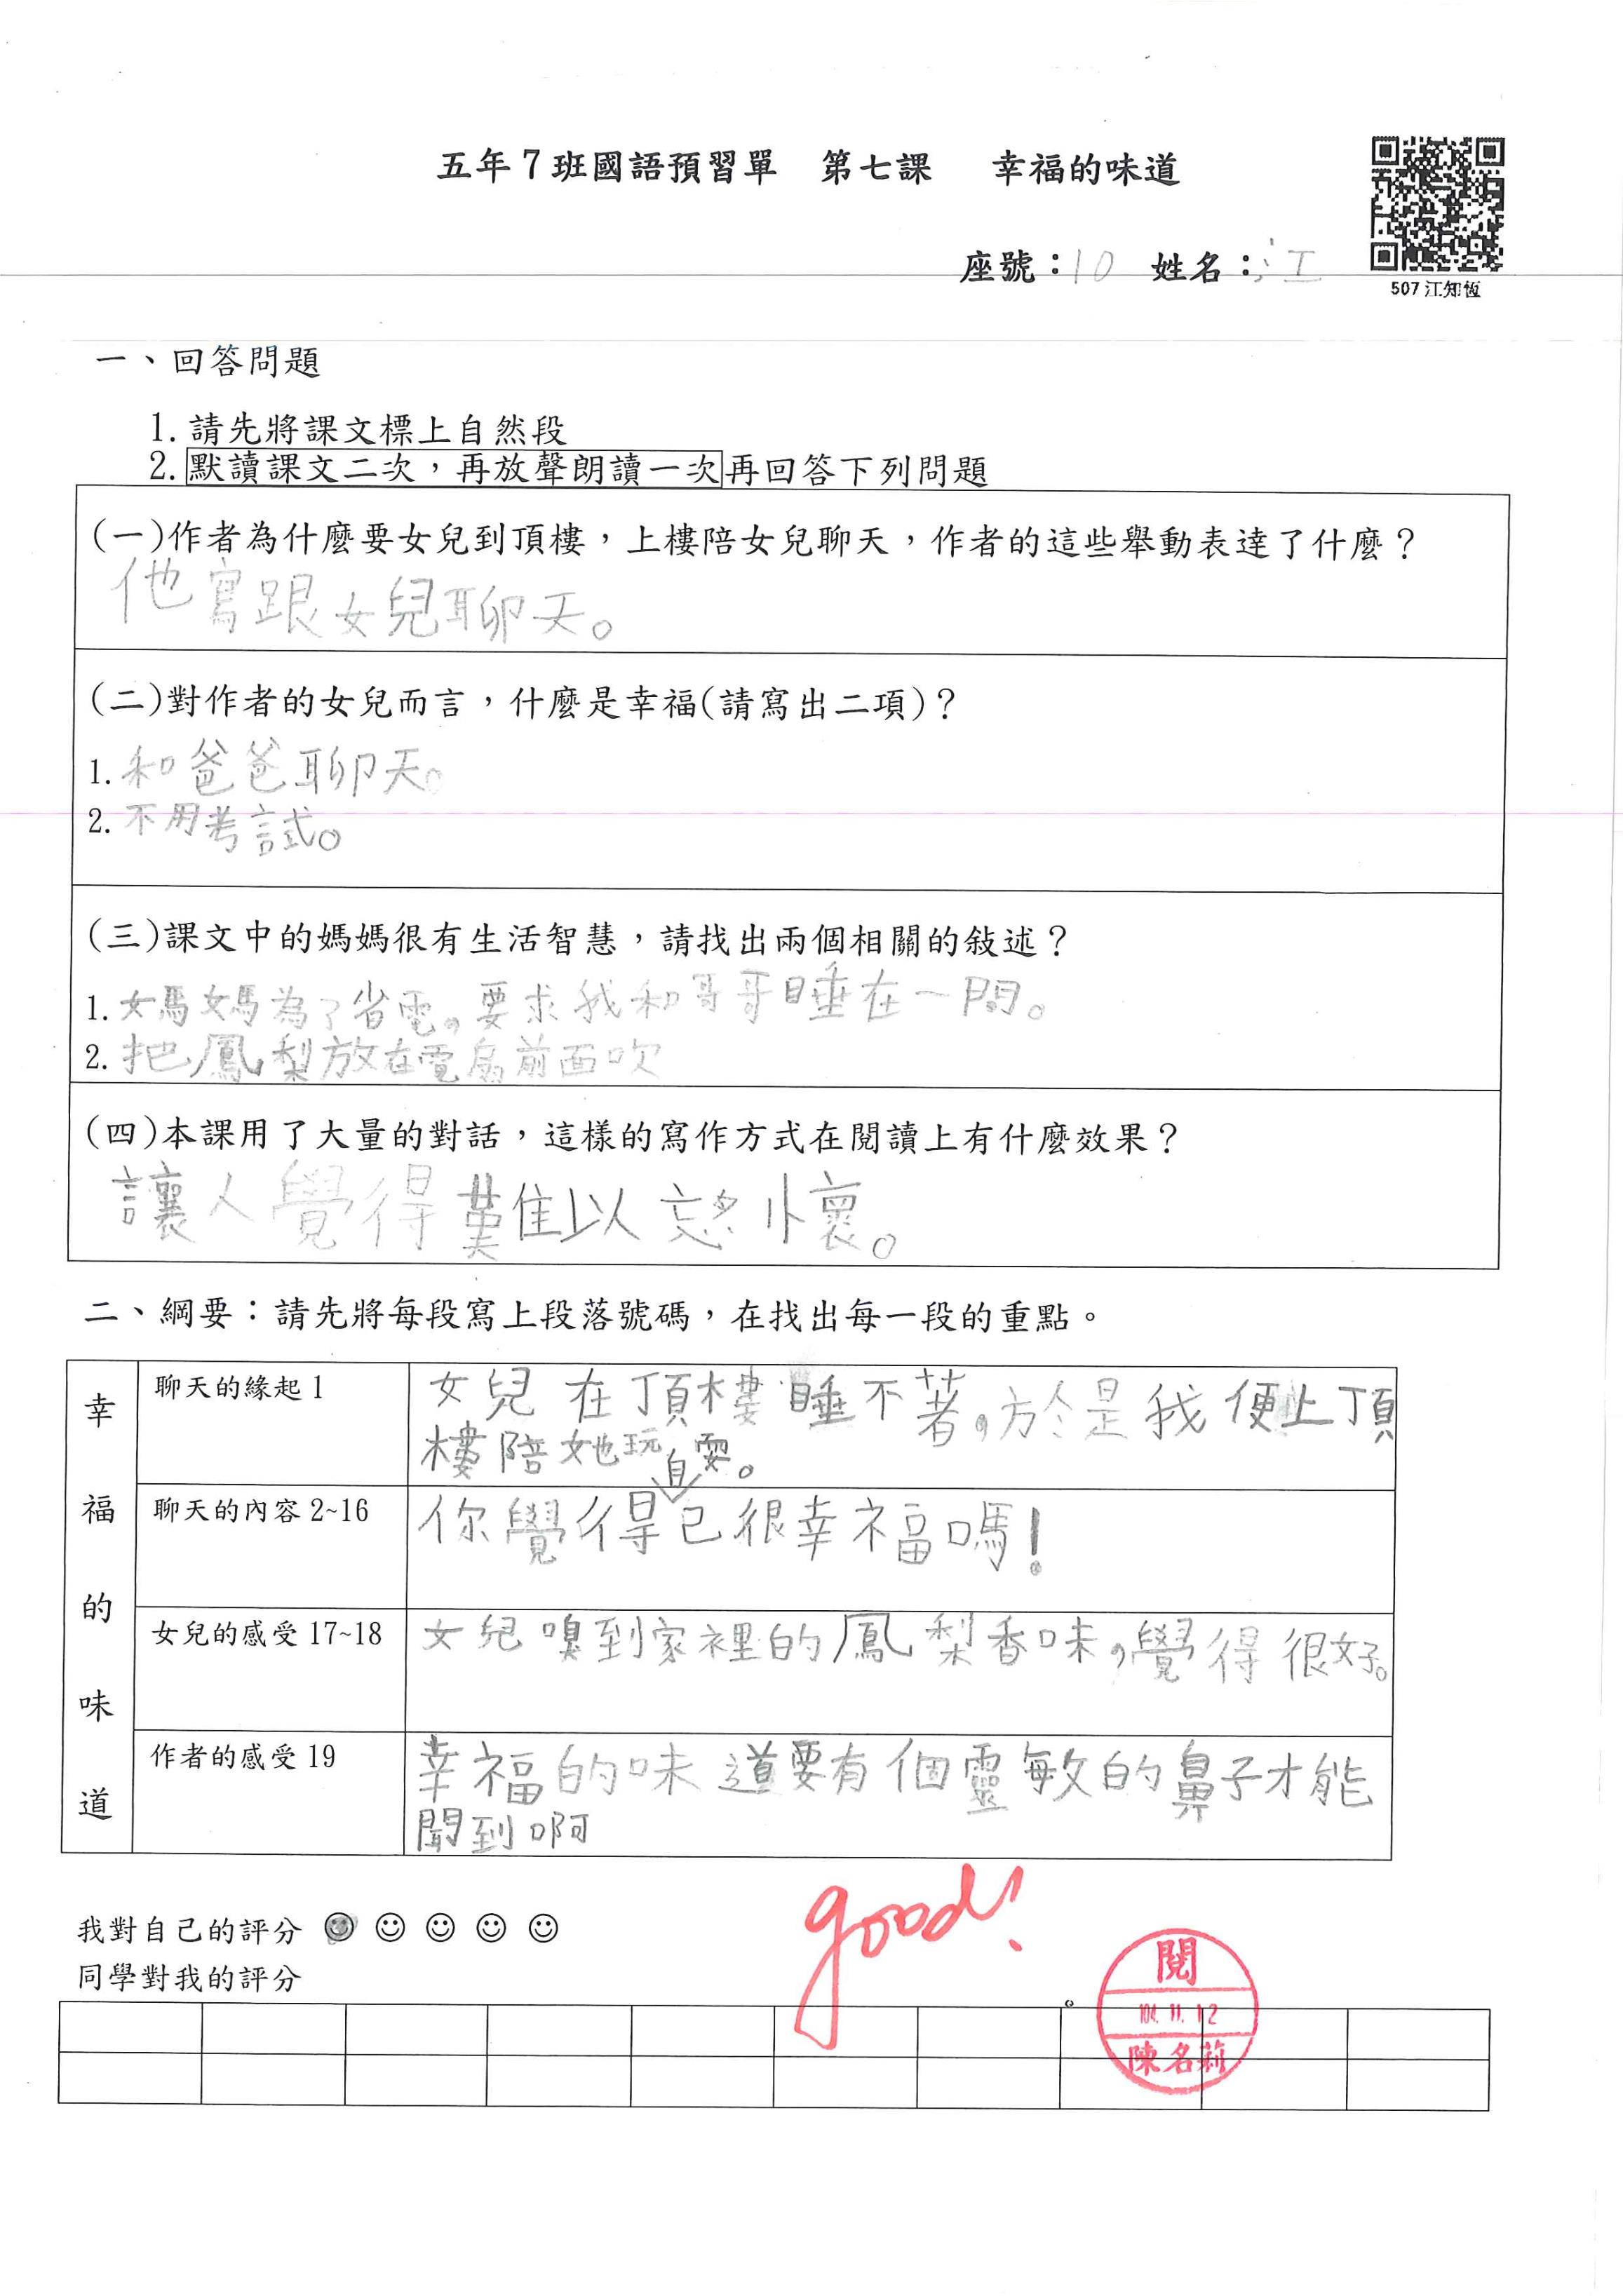 五年7班國語預習單 第七課 幸福的味道
座號：10 姓名：江
507 江知恆
一、回答問題
1. 請先將課文標上自然段
2. 默讀課文二次，再放聲朗讀一次再回答下列問題
(一)作者為什麼要女兒到頂樓，上樓陪女兒聊天，作者的這些舉動表達了什麼？
他寫跟女兒聊天。
(二)對作者的女兒而言，什麼是幸福(請寫出二項)？
1. 和爸爸聊天。
2. 不用考試。
(三)課文中的媽媽很有生活智慧，請找出兩個相關的敘述？
1. 媽媽為了省電，要求我和哥哥睡在一間。
2. 把鳳梨放在電扇前面吹
(四)本課用了大量的對話，這樣的寫作方式在閱讀上有什麼效果？
讓人覺得難以忘懷。
二、綱要：請先將每段寫上段落號碼，在找出每一段的重點。
幸福的味道
聊天的緣起 1
女兒在頂樓睡不著，於是我便上頂
樓陪她玩耍。
聊天的內容 2~16
你覺得自己很幸福嗎！
女兒的感受 17~18
女兒嗅到家裡的鳳梨香味，覺得很好。
作者的感受 19
幸福的味道要有個靈敏的鼻子才能
聞到啊
我對自己的評分 ☺ ☺ ☺ ☺ ☺
good!
同學對我的評分
閱
104. 11. 12
陳名莉